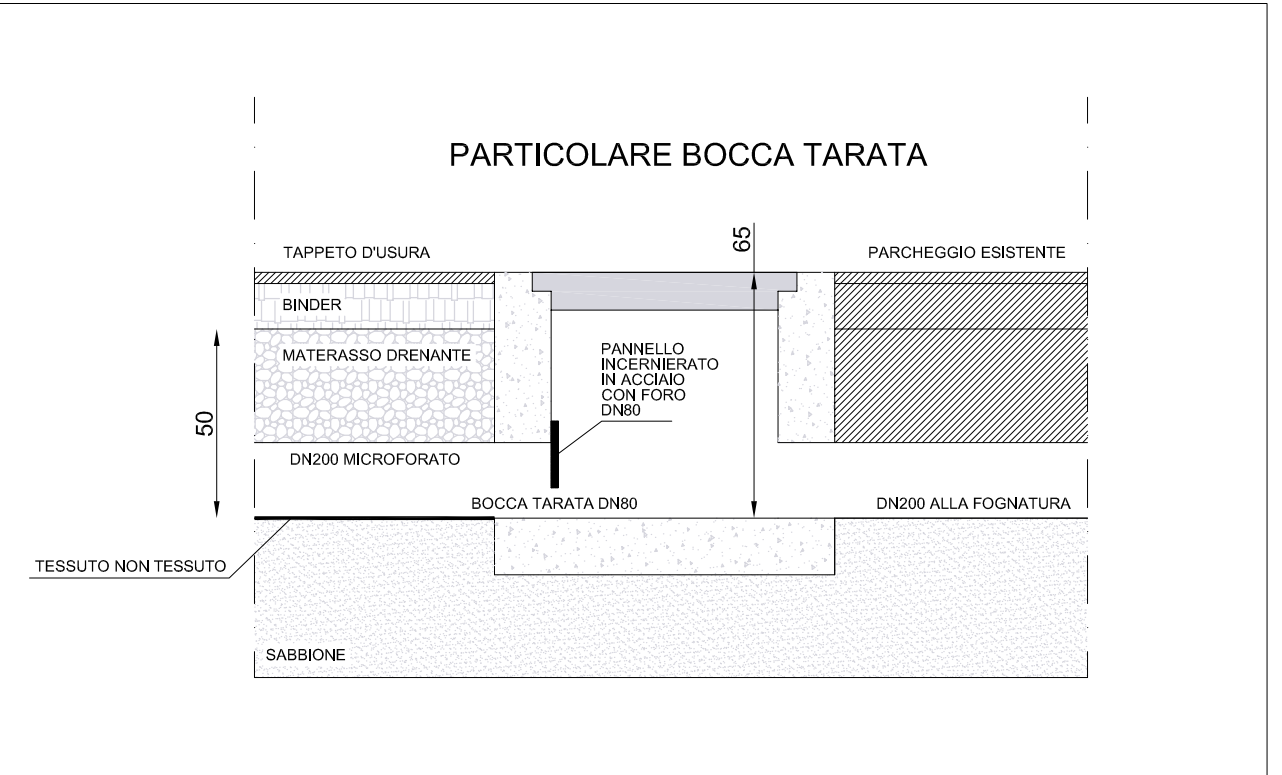 PARTICOLARE BOCCA TARATA
65
TAPPETO D'USURA
PARCHEGGIO ESISTENTE
BINDER
MATERASSO DRENANTE
PANNELLO
INCERNIERATO
IN ACCIAIO
CON FORO
DN80
50
DN200 MICROFORATO
BOCCA TARATA DN80
DN200 ALLA FOGNATURA
TESSUTO NON TESSUTO
SABBIONE